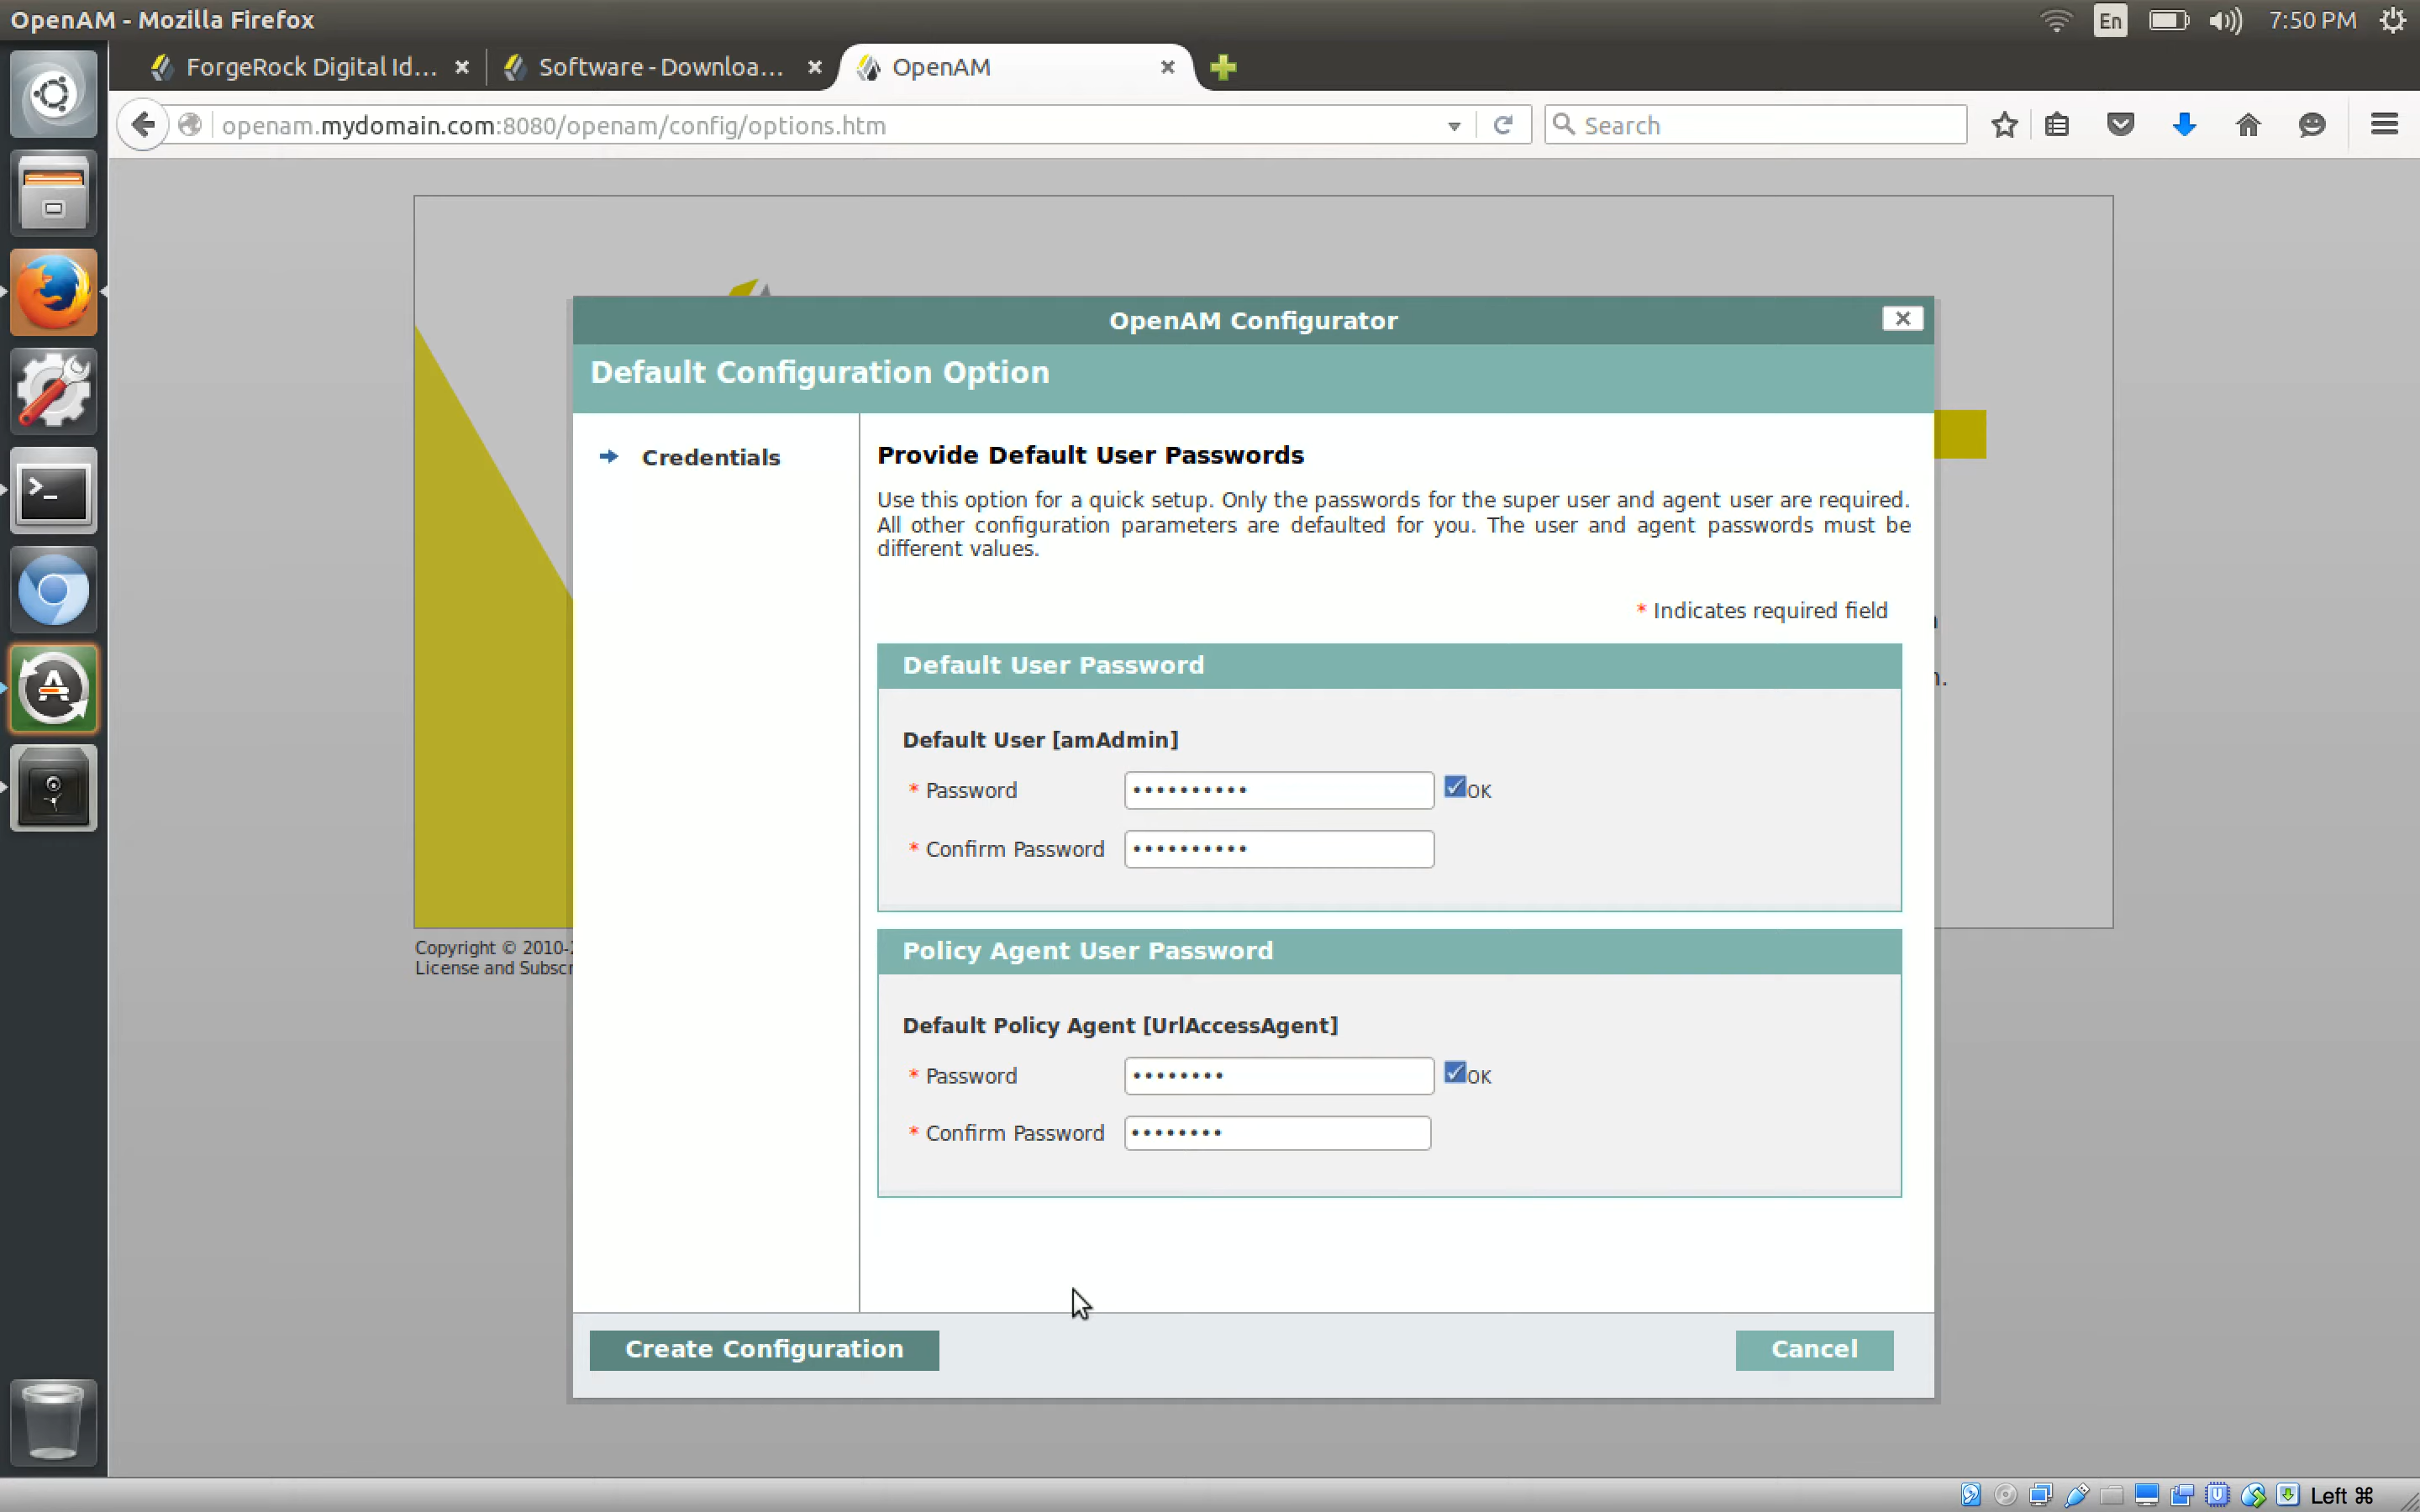 OpenAM - Mozilla Firefox
En
7:50 PM
ForgeRock Digital Id...
Software - Downloa...
OpenAM
openam.mydomain.com:8080/openam/config/options.htm
Search
OpenAM Configurator
Default Configuration Option
Credentials
Provide Default User Passwords
Use this option for a quick setup. Only the passwords for the super user and agent user are required.
All other configuration parameters are defaulted for you. The user and agent passwords must be
different values.
* Indicates required field
Default User Password
Default User [amAdmin]
* Password
OK
* Confirm Password
Policy Agent User Password
Default Policy Agent [UrlAccessAgent]
* Password
OK
* Confirm Password
Create Configuration
Cancel
Copyright © 2010-
License and Subscr
Left ⌘